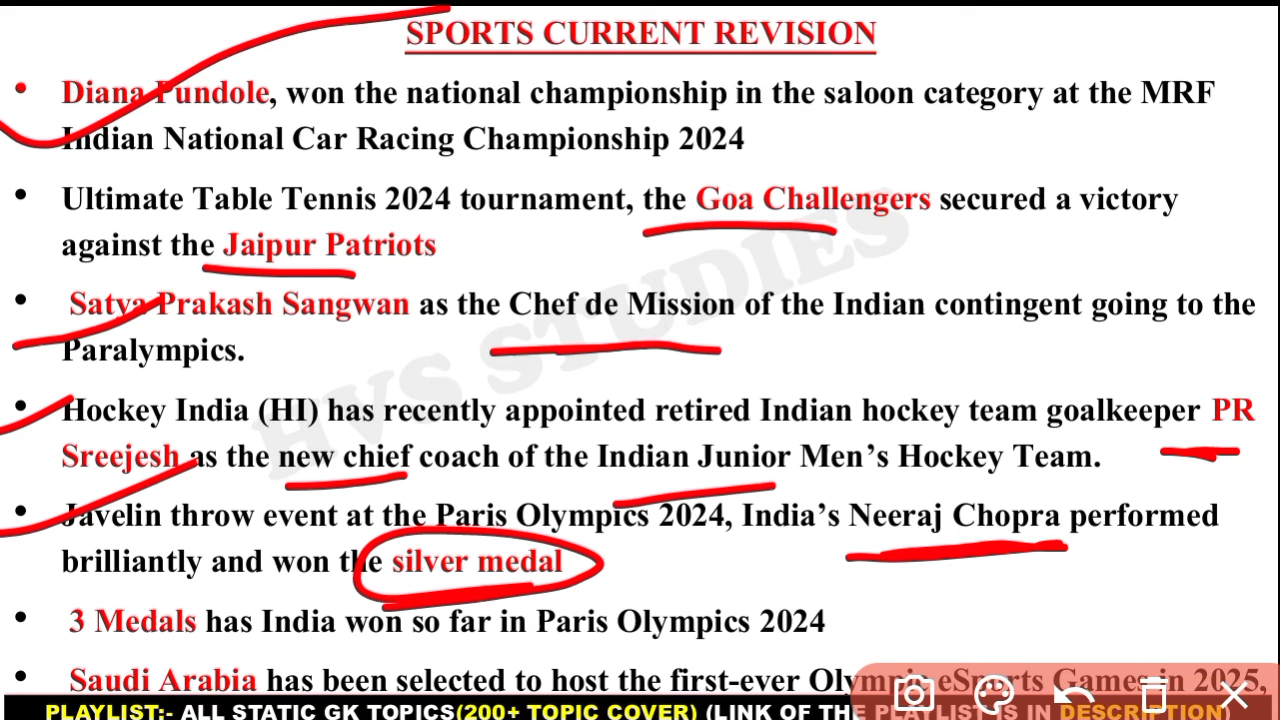 SPORTS CURRENT REVISION
• Diana Pundole, won the national championship in the saloon category at the MRF
Indian National Car Racing Championship 2024
• Ultimate Table Tennis 2024 tournament, the Goa Challengers secured a victory
against the Jaipur Patriots
• Satya Prakash Sangwan as the Chef de Mission of the Indian contingent going to the
Paralympics.
• Hockey India (HI) has recently appointed retired Indian hockey team goalkeeper PR
Sreejesh as the new chief coach of the Indian Junior Men’s Hockey Team.
• Javelin throw event at the Paris Olympics 2024, India’s Neeraj Chopra performed
brilliantly and won the silver medal
• 3 Medals has India won so far in Paris Olympics 2024
• Saudi Arabia has been selected to host the first-ever Olympic eSports Games in 2025,
PLAYLIST:- ALL STATIC GK TOPICS(200+ TOPIC COVER) (LINK OF THE PLAYLIST IS IN DESCRIPTION)
HVS STUDIES